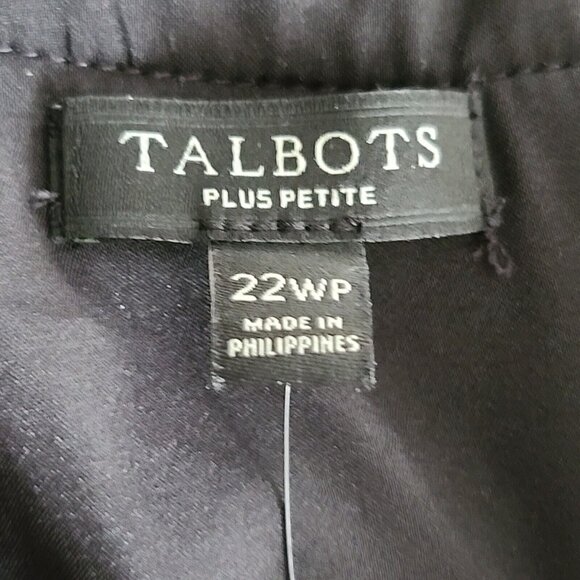 TALBOTS
PLUS PETITE
22WP
MADE IN
PHILIPPINES